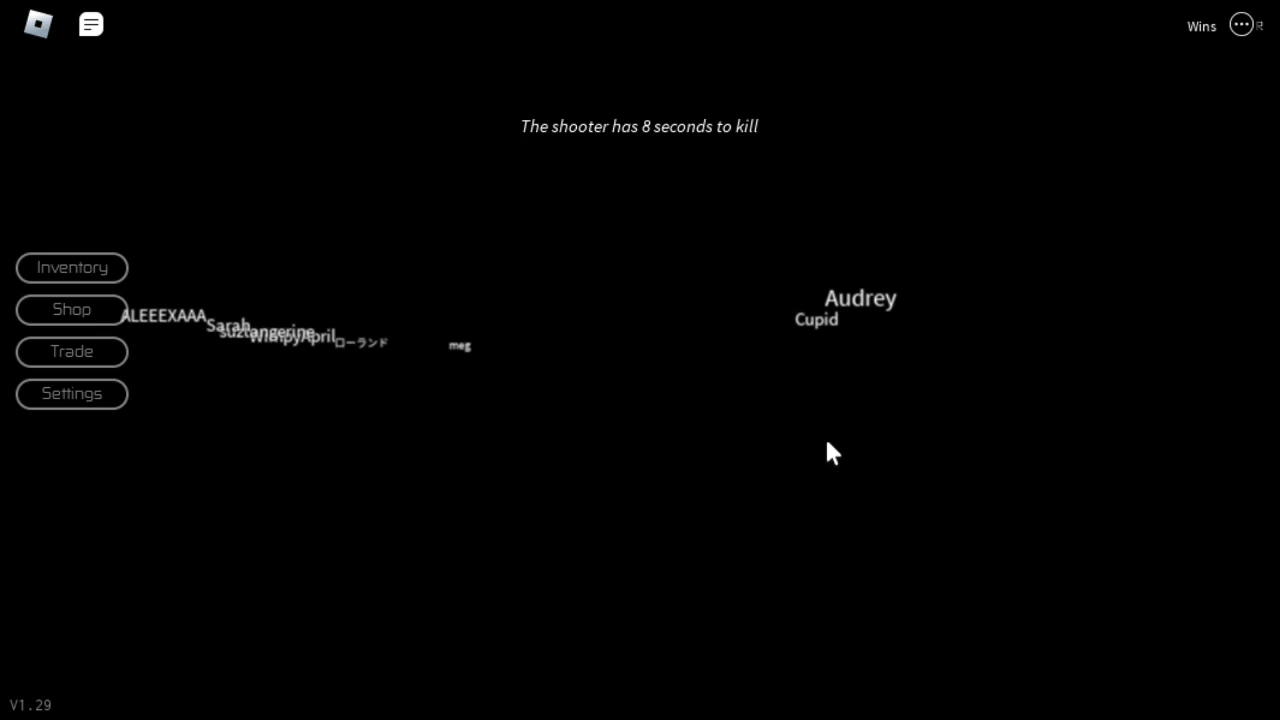 Wins
The shooter has 8 seconds to kill
Inventory
Audrey
Shop
ALEEEXAAA
Cupid
Sarah
ローランド
meg
Trade
Settings
V1.29